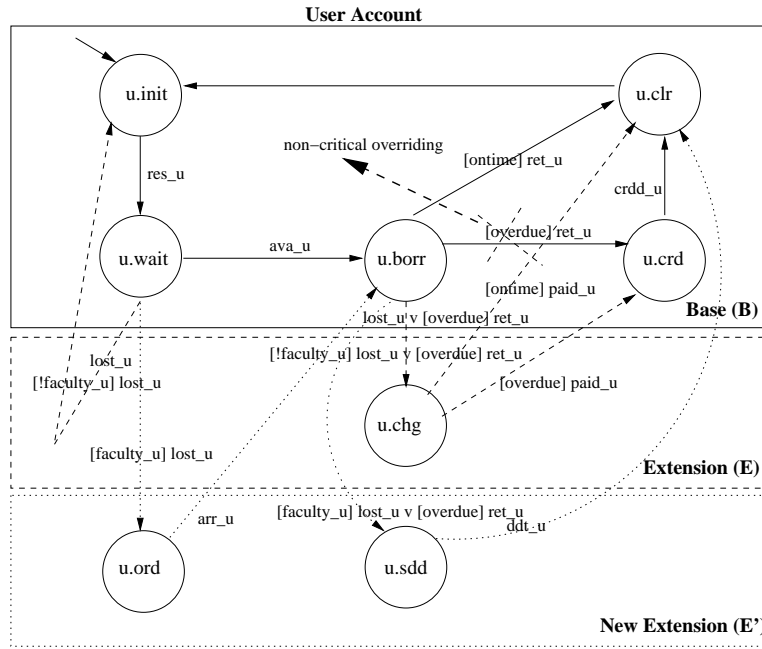 User Account
u.init
u.clr
non−critical overriding
[ontime] ret_u
res_u
crdd_u
u.wait
ava_u
u.borr
[overdue] ret_u
u.crd
[ontime] paid_u
Base (B)
lost_u v [overdue] ret_u
lost_u
[!faculty_u] lost_u v [overdue] ret_u
[!faculty_u] lost_u
[overdue] paid_u
u.chg
[faculty_u] lost_u
Extension (E)
arr_u
[faculty_u] lost_u v [overdue] ret_u
ddt_u
u.ord
u.sdd
New Extension (E')